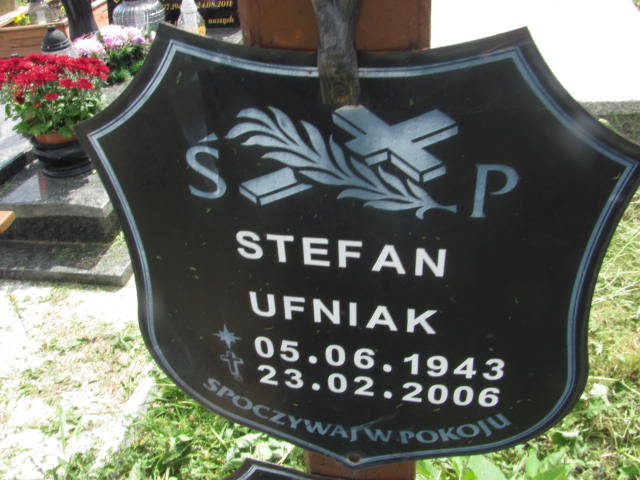 Ś P
STEFAN
UFNIAK
05.06.1943
23.02.2006
SPOCZYWAJ W POKOJU